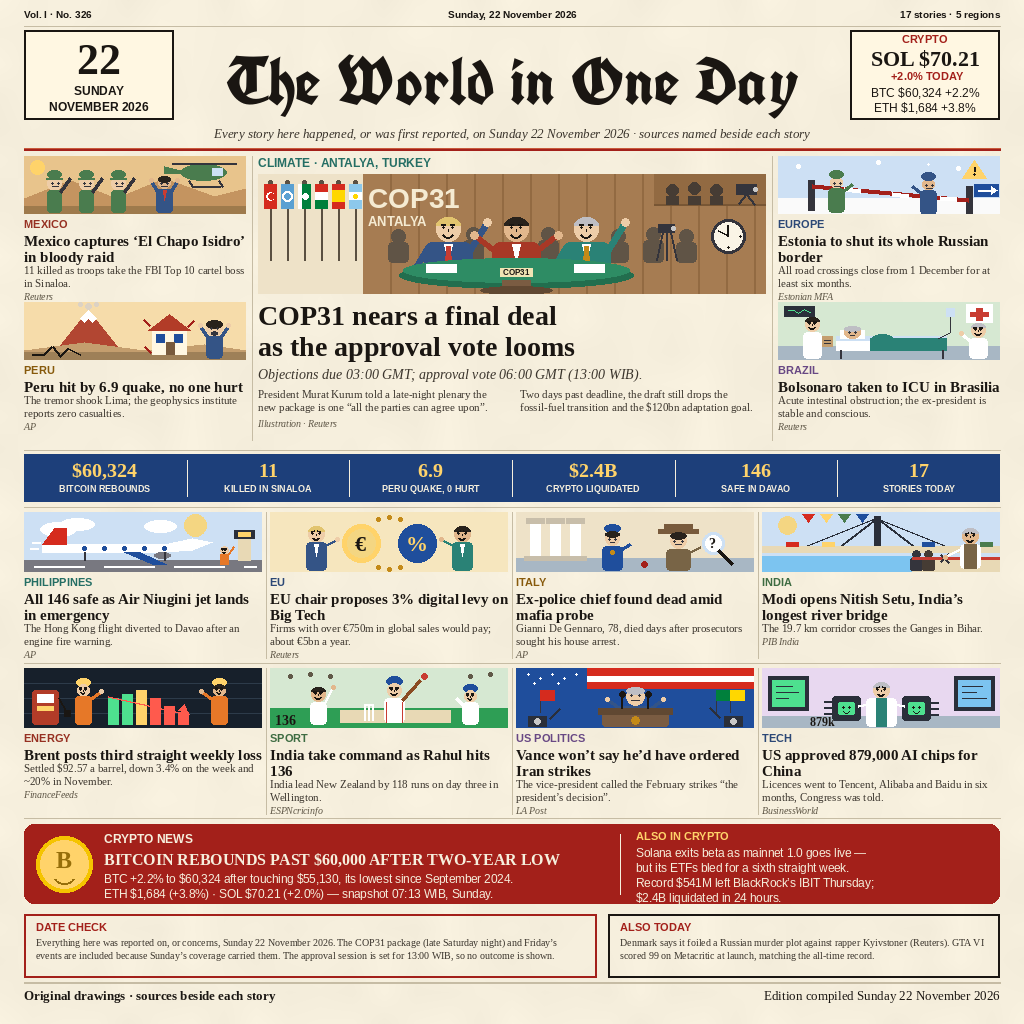 Vol. I · No. 326
Sunday, 22 November 2026
17 stories · 5 regions
22
SUNDAY
NOVEMBER 2026
The World in One Day
CRYPTO
SOL $70.21
+2.0% TODAY
BTC $60,324 +2.2%
ETH $1,684 +3.8%
Every story here happened, or was first reported, on Sunday 22 November 2026 · sources named beside each story
MEXICO
Mexico captures ‘El Chapo Isidro’
in bloody raid
11 killed as troops take the FBI Top 10 cartel boss
in Sinaloa.
Reuters
PERU
Peru hit by 6.9 quake, no one hurt
The tremor shook Lima; the geophysics institute
reports zero casualties.
AP
CLIMATE · ANTALYA, TURKEY
COP31
ANTALYA
COP31
COP31 nears a final deal
as the approval vote looms
Objections due 03:00 GMT; approval vote 06:00 GMT (13:00 WIB).
President Murat Kurum told a late-night plenary the
new package is one “all the parties can agree upon”.
Illustration · Reuters
Two days past deadline, the draft still drops the
fossil-fuel transition and the $120bn adaptation goal.
!
EUROPE
Estonia to shut its whole Russian
border
All road crossings close from 1 December for at
least six months.
Estonian MFA
BRAZIL
Bolsonaro taken to ICU in Brasilia
Acute intestinal obstruction; the ex-president is
stable and conscious.
Reuters
$60,324
BITCOIN REBOUNDS
11
KILLED IN SINALOA
6.9
PERU QUAKE, 0 HURT
$2.4B
CRYPTO LIQUIDATED
146
SAFE IN DAVAO
17
STORIES TODAY
PHILIPPINES
All 146 safe as Air Niugini jet lands
in emergency
The Hong Kong flight diverted to Davao after an
engine fire warning.
AP
€
%
EU
EU chair proposes 3% digital levy on
Big Tech
Firms with over €750m in global sales would pay;
about €5bn a year.
Reuters
?
ITALY
Ex-police chief found dead amid
mafia probe
Gianni De Gennaro, 78, died days after prosecutors
sought his house arrest.
AP
INDIA
Modi opens Nitish Setu, India’s
longest river bridge
The 19.7 km corridor crosses the Ganges in Bihar.
PIB India
ENERGY
Brent posts third straight weekly loss
Settled $92.57 a barrel, down 3.4% on the week and
~20% in November.
FinanceFeeds
136
SPORT
India take command as Rahul hits
136
India lead New Zealand by 118 runs on day three in
Wellington.
ESPNcricinfo
US POLITICS
Vance won’t say he’d have ordered
Iran strikes
The vice-president called the February strikes “the
president’s decision”.
LA Post
879k
TECH
US approved 879,000 AI chips for
China
Licences went to Tencent, Alibaba and Baidu in six
months, Congress was told.
BusinessWorld
B
CRYPTO NEWS
BITCOIN REBOUNDS PAST $60,000 AFTER TWO-YEAR LOW
BTC +2.2% to $60,324 after touching $55,130, its lowest since September 2024.
ETH $1,684 (+3.8%) · SOL $70.21 (+2.0%) — snapshot 07:13 WIB, Sunday.
ALSO IN CRYPTO
Solana exits beta as mainnet 1.0 goes live —
but its ETFs bled for a sixth straight week.
Record $541M left BlackRock’s IBIT Thursday;
$2.4B liquidated in 24 hours.
DATE CHECK
Everything here was reported on, or concerns, Sunday 22 November 2026. The COP31 package (late Saturday night) and Friday’s
events are included because Sunday’s coverage carried them. The approval session is set for 13:00 WIB, so no outcome is shown.
ALSO TODAY
Denmark says it foiled a Russian murder plot against rapper Kyivstoner (Reuters). GTA VI
scored 99 on Metacritic at launch, matching the all-time record.
Original drawings · sources beside each story
Edition compiled Sunday 22 November 2026